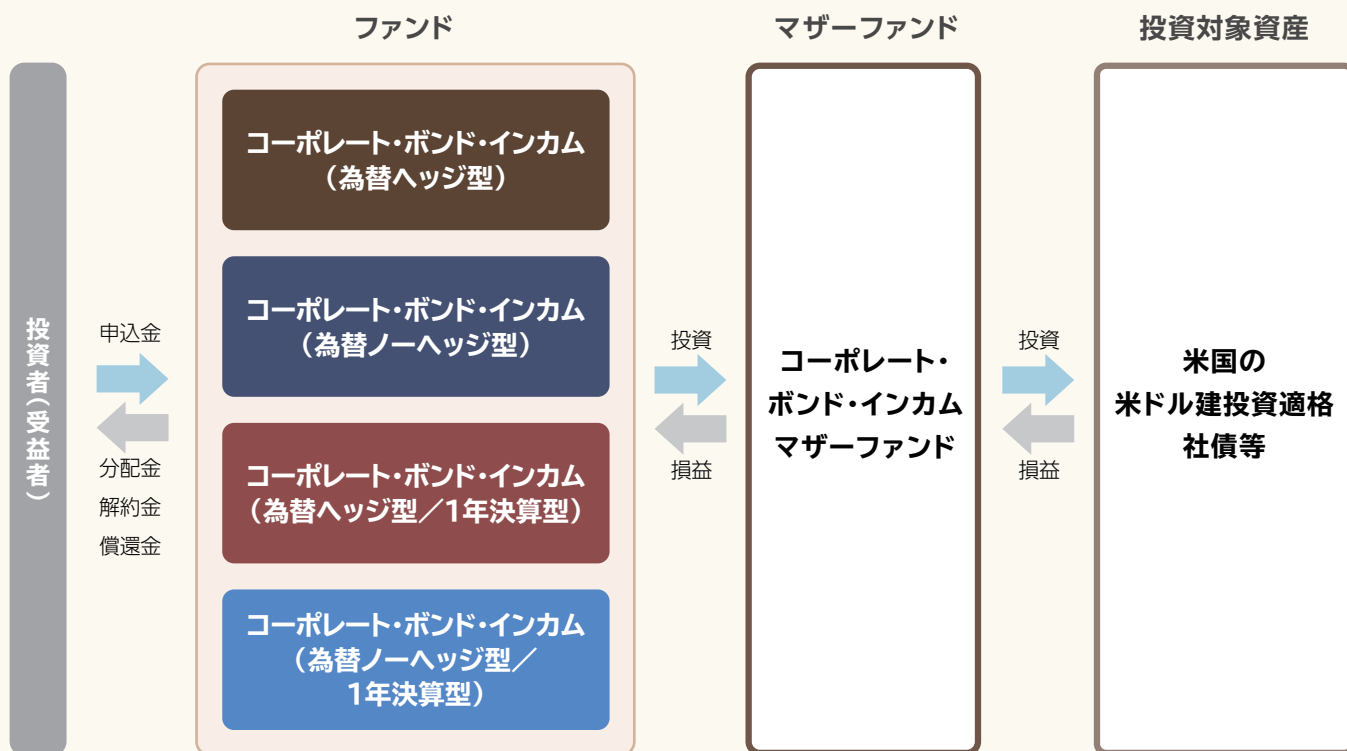 ファンド
マザーファンド
投資対象資産
投資者(受益者)
申込金
分配金
解約金
償還金
コーポレート・ボンド・インカム
（為替ヘッジ型）
コーポレート・ボンド・インカム
（為替ノーヘッジ型）
コーポレート・ボンド・インカム
（為替ヘッジ型／1年決算型）
コーポレート・ボンド・インカム
（為替ノーヘッジ型／
1年決算型）
投資
損益
コーポレート・
ボンド・インカム
マザーファンド
投資
損益
米国の
米ドル建投資適格
社債等